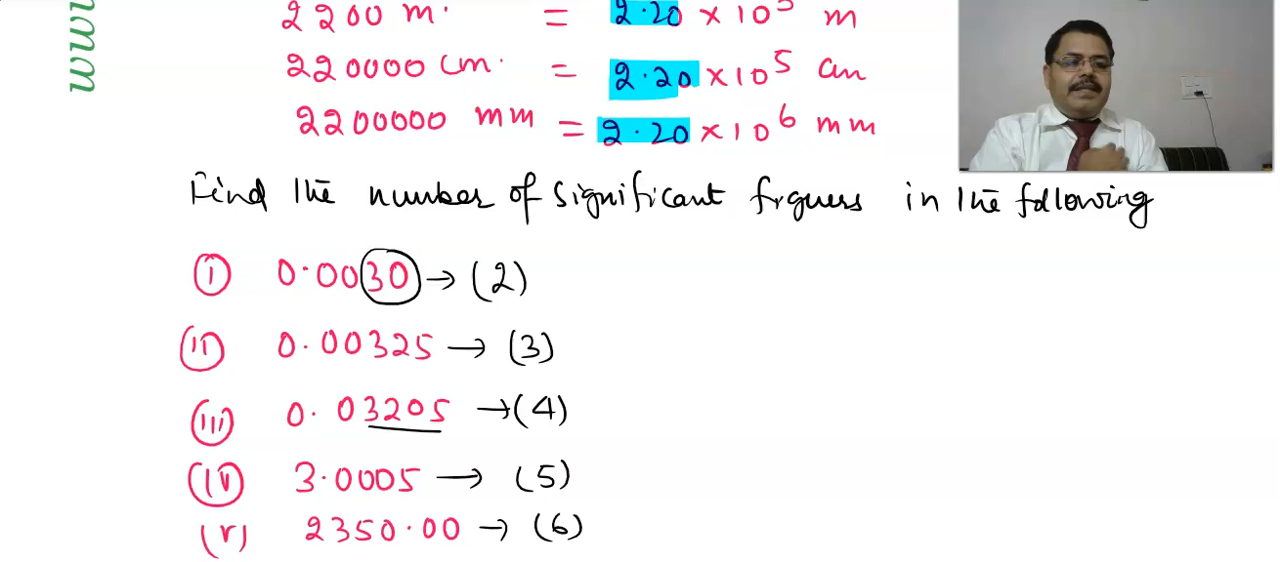 www
2200 m. = 2.20 × 10³ m
220000 cm. = 2.20 × 10⁵ cm
2200000 mm = 2.20 × 10⁶ mm
Find the number of significant figuers in the following
(i) 0.0030 → (2)
(ii) 0.00325 → (3)
(iii) 0.03205 → (4)
(iv) 3.0005 → (5)
(v) 2350.00 → (6)